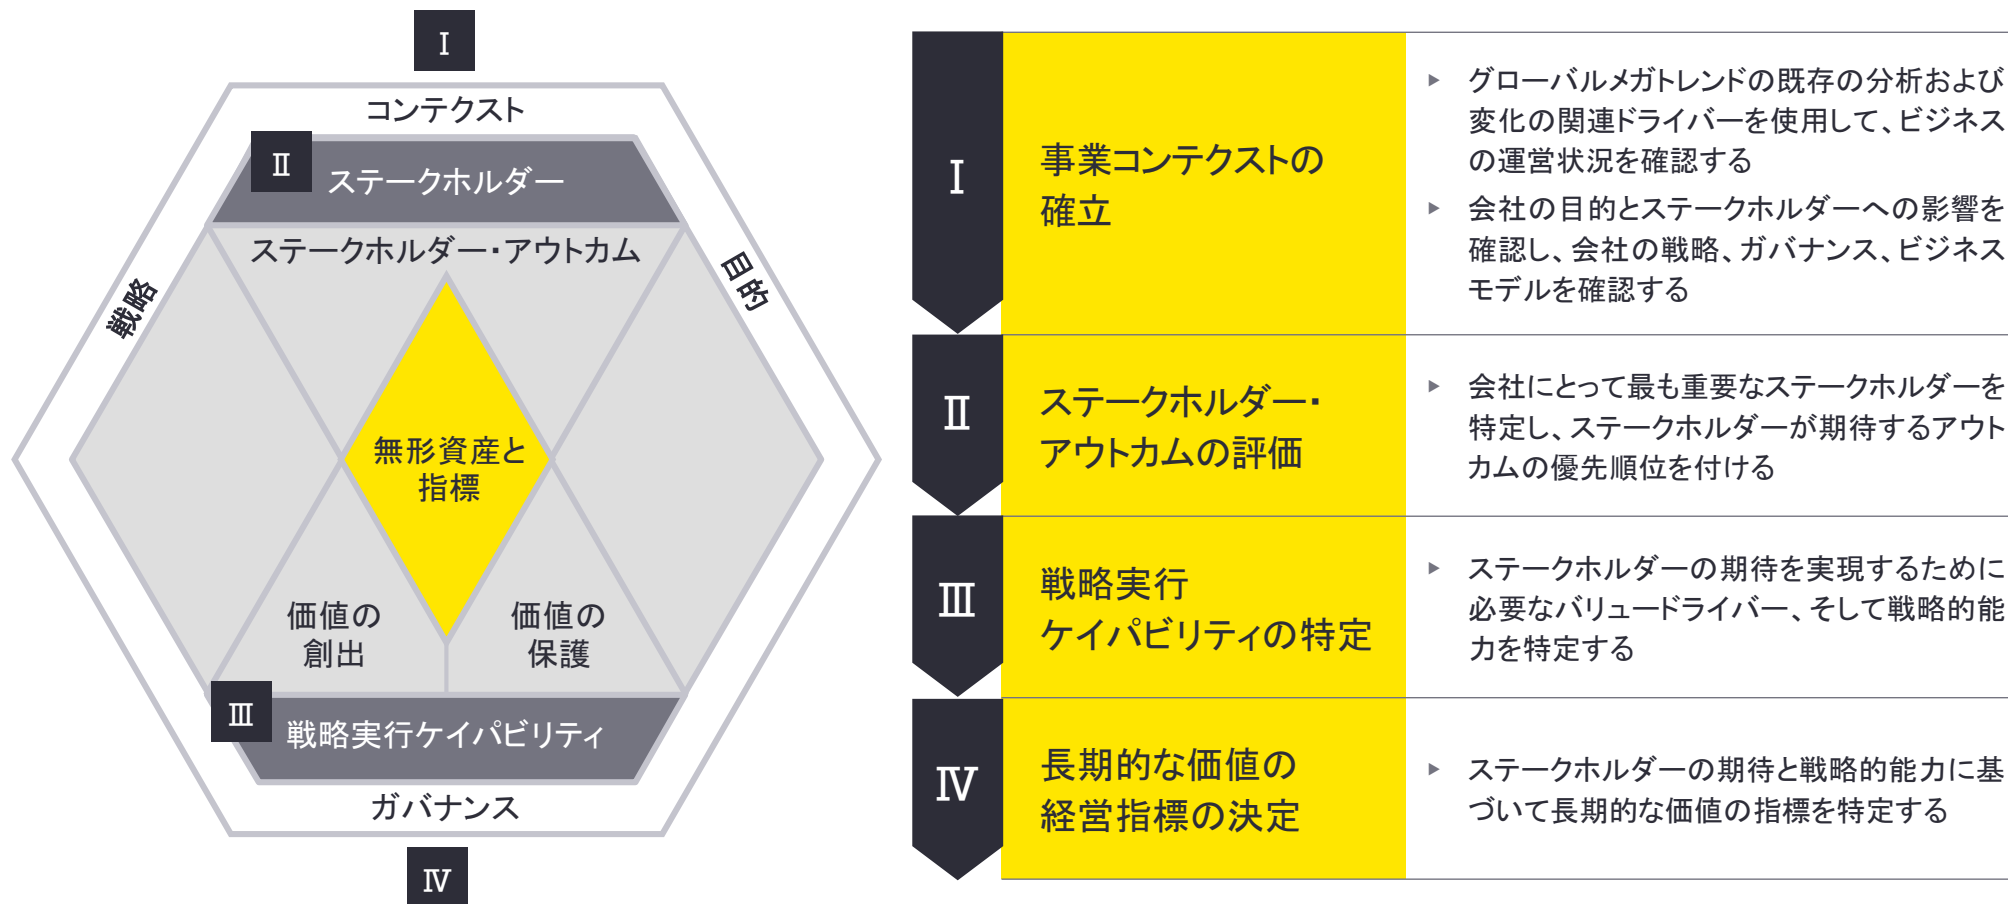 Ⅰ
コンテクスト
Ⅱ
ステークホルダー
ステークホルダー・アウトカム
戦略
目的
無形資産と
指標
価値の
創出
価値の
保護
Ⅲ
戦略実行ケイパビリティ
ガバナンス
Ⅳ
Ⅰ
事業コンテクストの
確立
▶ グローバルメガトレンドの既存の分析および
変化の関連ドライバーを使用して、ビジネス
の運営状況を確認する
▶ 会社の目的とステークホルダーへの影響を
確認し、会社の戦略、ガバナンス、ビジネス
モデルを確認する
Ⅱ
ステークホルダー・
アウトカムの評価
▶ 会社にとって最も重要なステークホルダーを
特定し、ステークホルダーが期待するアウト
カムの優先順位を付ける
Ⅲ
戦略実行
ケイパビリティの特定
▶ ステークホルダーの期待を実現するために
必要なバリュードライバー、そして戦略的能
力を特定する
Ⅳ
長期的な価値の
経営指標の決定
▶ ステークホルダーの期待と戦略的能力に基
づいて長期的な価値の指標を特定する